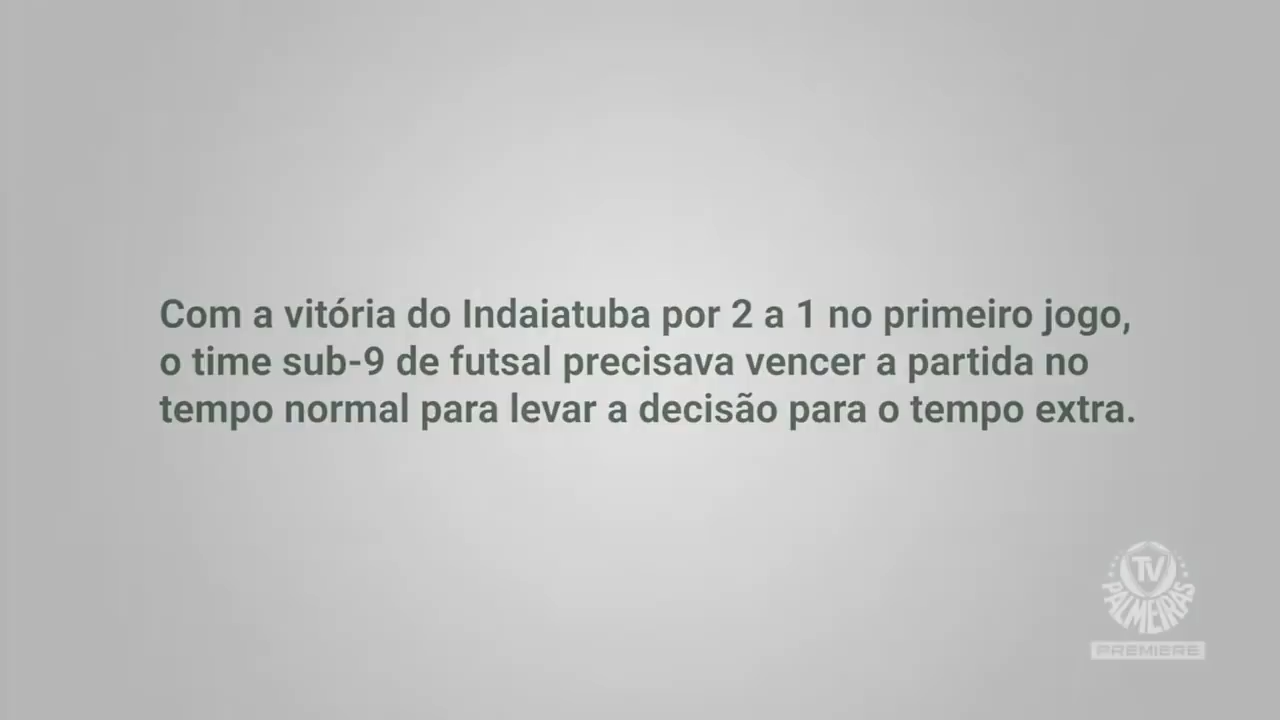 Com a vitória do Indaiatuba por 2 a 1 no primeiro jogo,
o time sub-9 de futsal precisava vencer a partida no
tempo normal para levar a decisão para o tempo extra.
TV
PALMEIRAS
PREMIERE